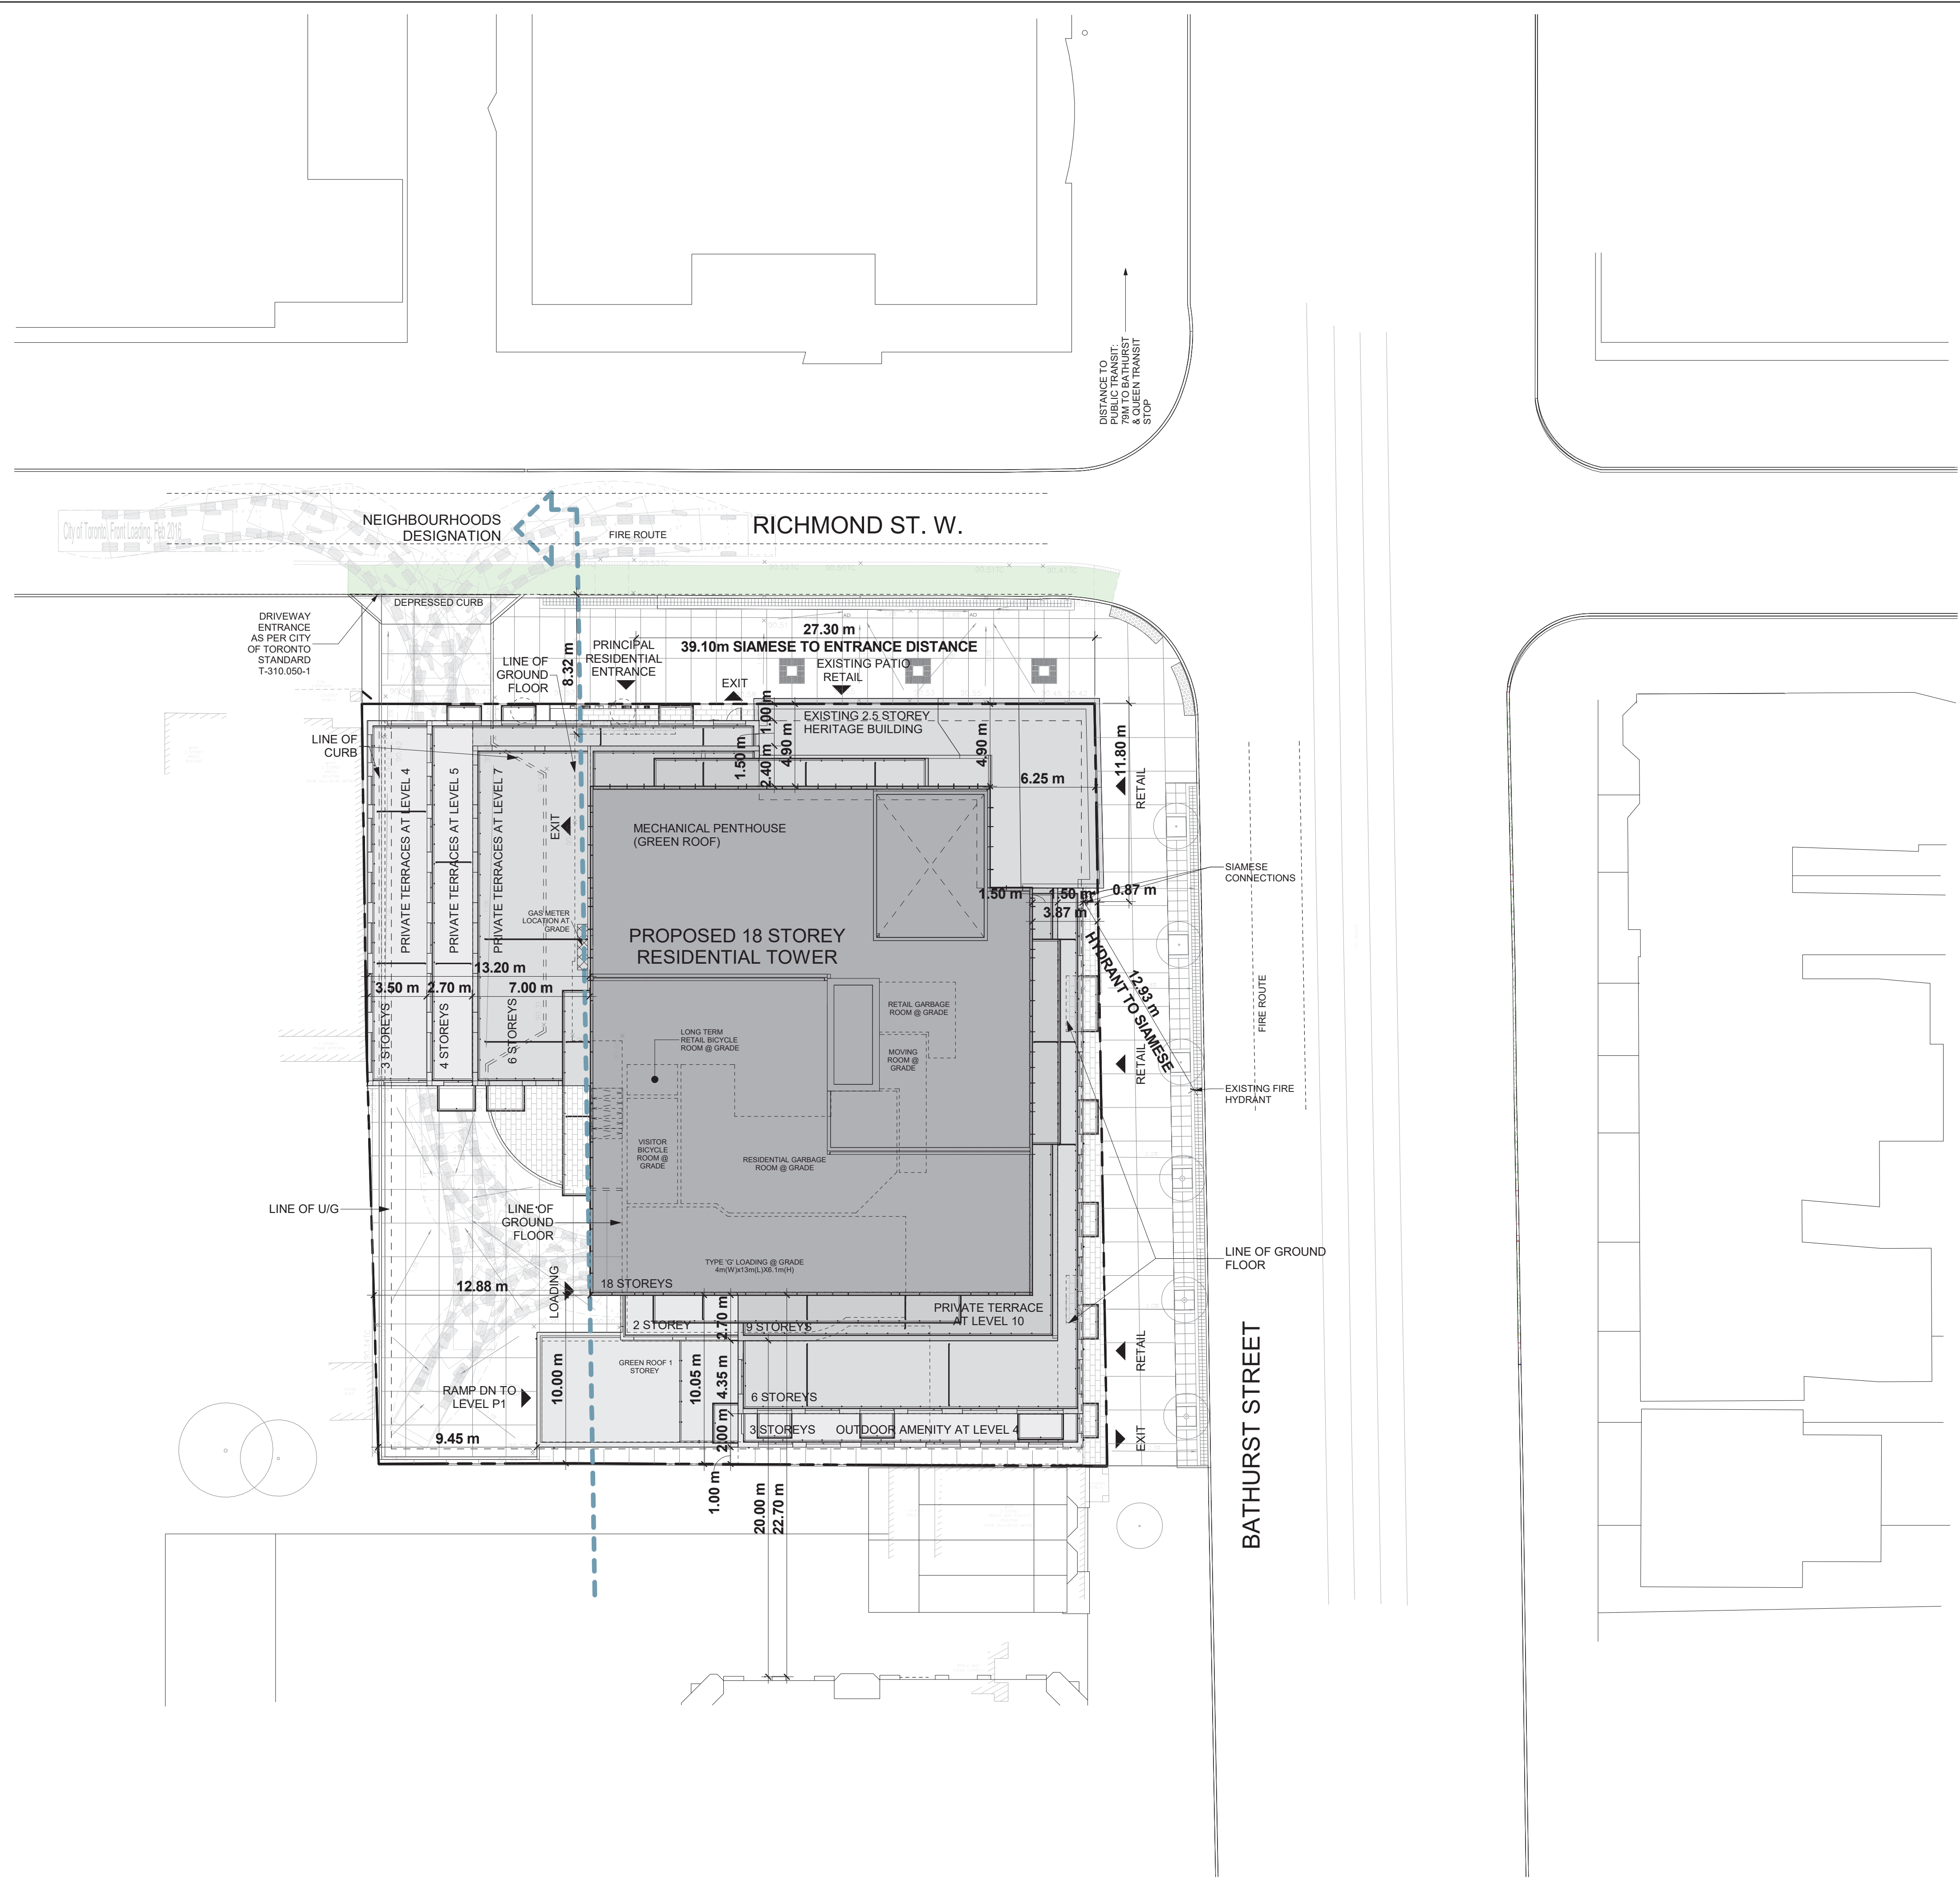 DISTANCE TO
PUBLIC TRANSIT:
79M TO BATHURST
& QUEEN TRANSIT
STOP
City of Toronto Front Loading, Feb 2016
NEIGHBOURHOODS
DESIGNATION
FIRE ROUTE
RICHMOND ST. W.
DEPRESSED CURB
DRIVEWAY
ENTRANCE
AS PER CITY
OF TORONTO
STANDARD
T-310.050-1
27.30 m
39.10m SIAMESE TO ENTRANCE DISTANCE
8.32 m
PRINCIPAL
RESIDENTIAL
ENTRANCE
LINE OF
GROUND
FLOOR
EXIT
EXISTING PATIO
RETAIL
EXISTING 2.5 STOREY
HERITAGE BUILDING
LINE OF
CURB
1.00 m
1.50 m
2.40 m
4.90 m
4.90 m
11.80 m
6.25 m
RETAIL
PRIVATE TERRACES AT LEVEL 4
PRIVATE TERRACES AT LEVEL 5
PRIVATE TERRACES AT LEVEL 7
EXIT
MECHANICAL PENTHOUSE
(GREEN ROOF)
SIAMESE
CONNECTIONS
1.50 m
1.50 m
0.87 m
3.87 m
GAS METER
LOCATION AT
GRADE
PROPOSED 18 STOREY
RESIDENTIAL TOWER
12.93 m
HYDRANT TO SIAMESE
13.20 m
3.50 m
2.70 m
7.00 m
3 STOREYS
4 STOREYS
6 STOREYS
RETAIL GARBAGE
ROOM @ GRADE
LONG TERM
RETAIL BICYCLE
ROOM @ GRADE
MOVING
ROOM @
GRADE
FIRE ROUTE
RETAIL
EXISTING FIRE
HYDRANT
VISITOR
BICYCLE
ROOM @
GRADE
RESIDENTIAL GARBAGE
ROOM @ GRADE
LINE OF U/G
LINE OF
GROUND
FLOOR
TYPE 'G' LOADING @ GRADE
4m(W)x13m(L)X6.1m(H)
LINE OF GROUND
FLOOR
12.88 m
LOADING
18 STOREYS
2 STOREY
2.70 m
9 STOREYS
PRIVATE TERRACE
AT LEVEL 10
GREEN ROOF 1
STOREY
10.00 m
10.05 m
4.35 m
RETAIL
RAMP DN TO
LEVEL P1
6 STOREYS
9.45 m
2.00 m
3 STOREYS
OUTDOOR AMENITY AT LEVEL 4
EXIT
BATHURST STREET
1.00 m
20.00 m
22.70 m